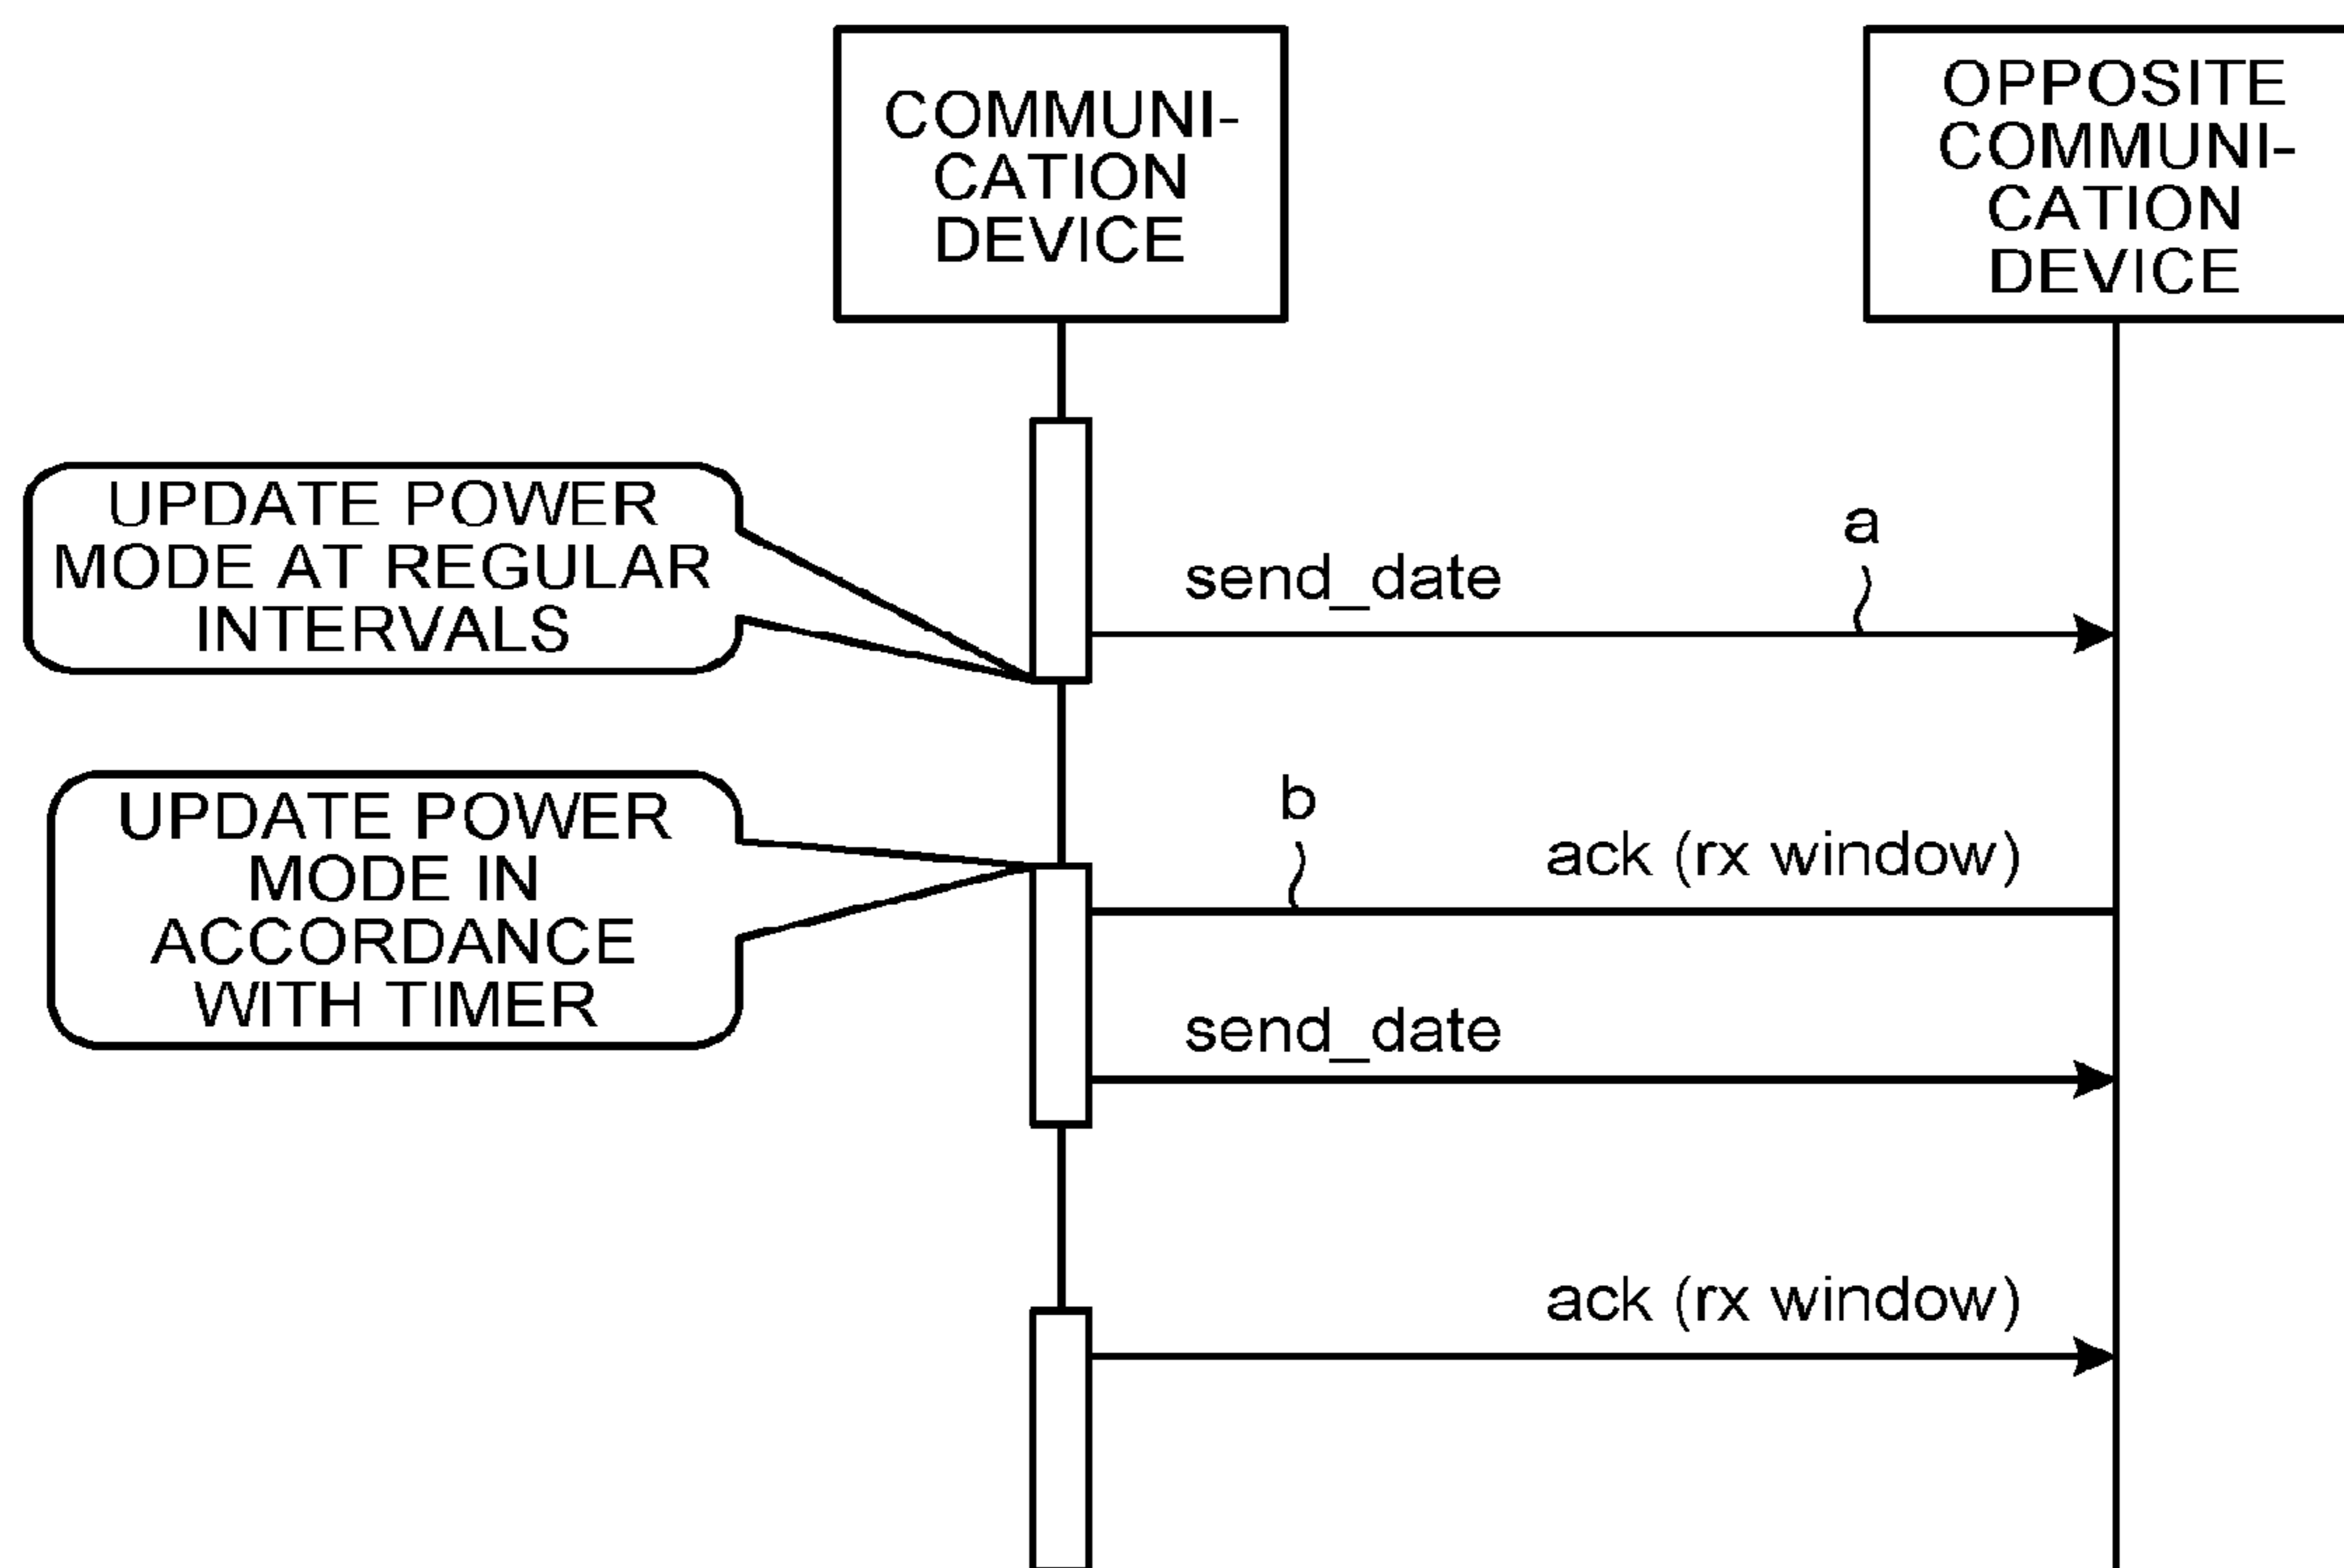 COMMUNI-
CATION
DEVICE
OPPOSITE
COMMUNI-
CATION
DEVICE
UPDATE POWER
MODE AT REGULAR
INTERVALS
a
send_date
UPDATE POWER
MODE IN
ACCORDANCE
WITH TIMER
b
ack (rx window)
send_date
ack (rx window)